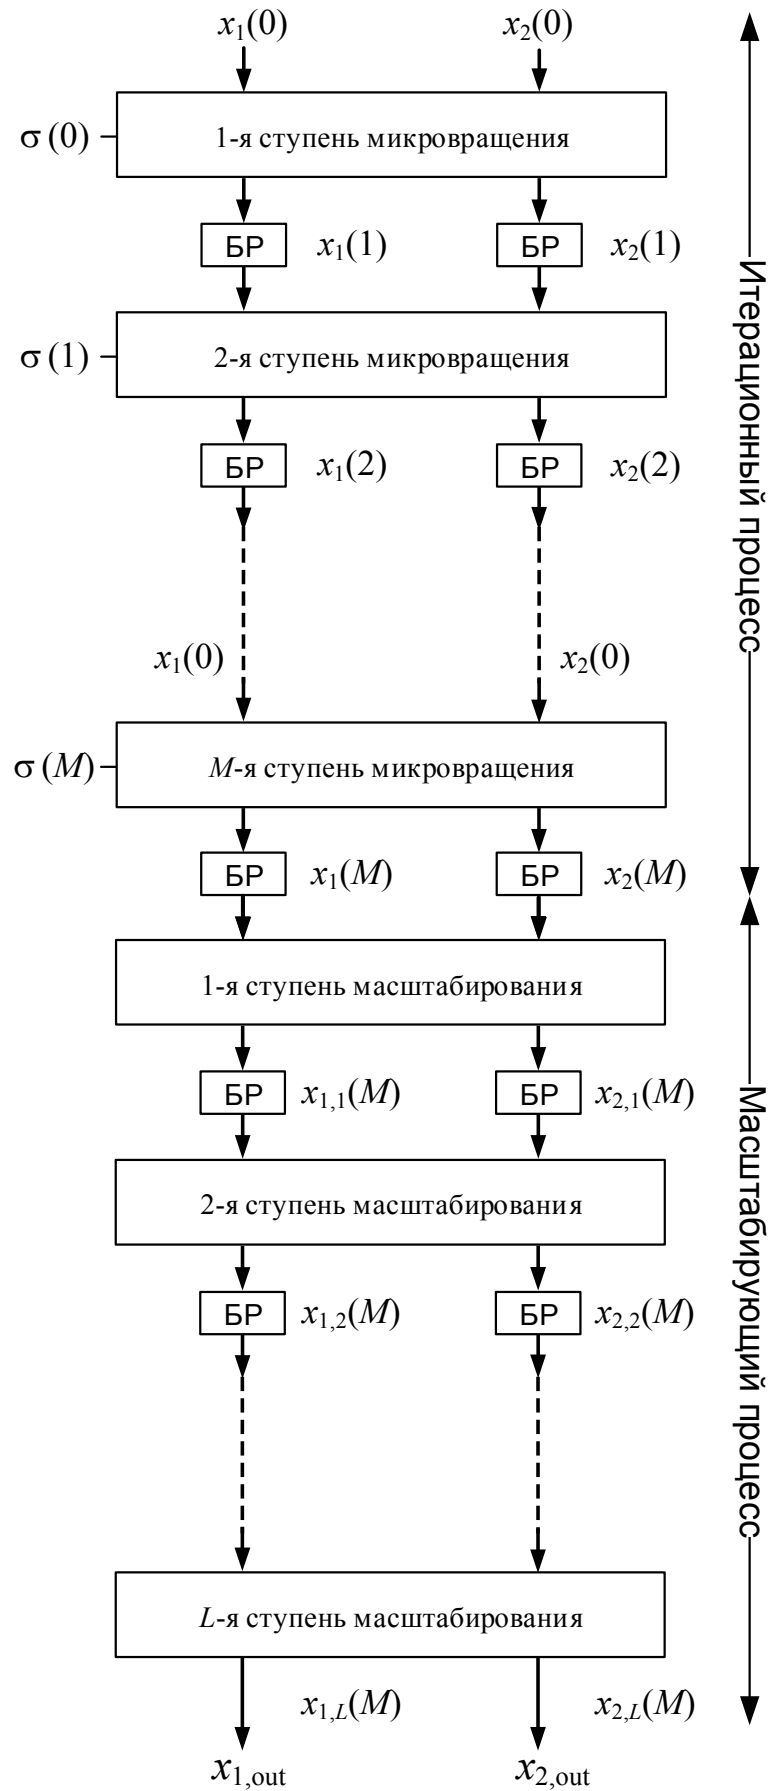 x₁(0) x₂(0)
σ(0) 1-я ступень микровращения
БР x₁(1) БР x₂(1)
σ(1) 2-я ступень микровращения
БР x₁(2) БР x₂(2)
x₁(0) x₂(0)
σ(M) M-я ступень микровращения
БР x₁(M) БР x₂(M)
Итерационный процесс
1-я ступень масштабирования
БР x₁,₁(M) БР x₂,₁(M)
2-я ступень масштабирования
БР x₁,₂(M) БР x₂,₂(M)
L-я ступень масштабирования
x₁,L(M) x₂,L(M)
x₁,out x₂,out
Масштабирующий процесс